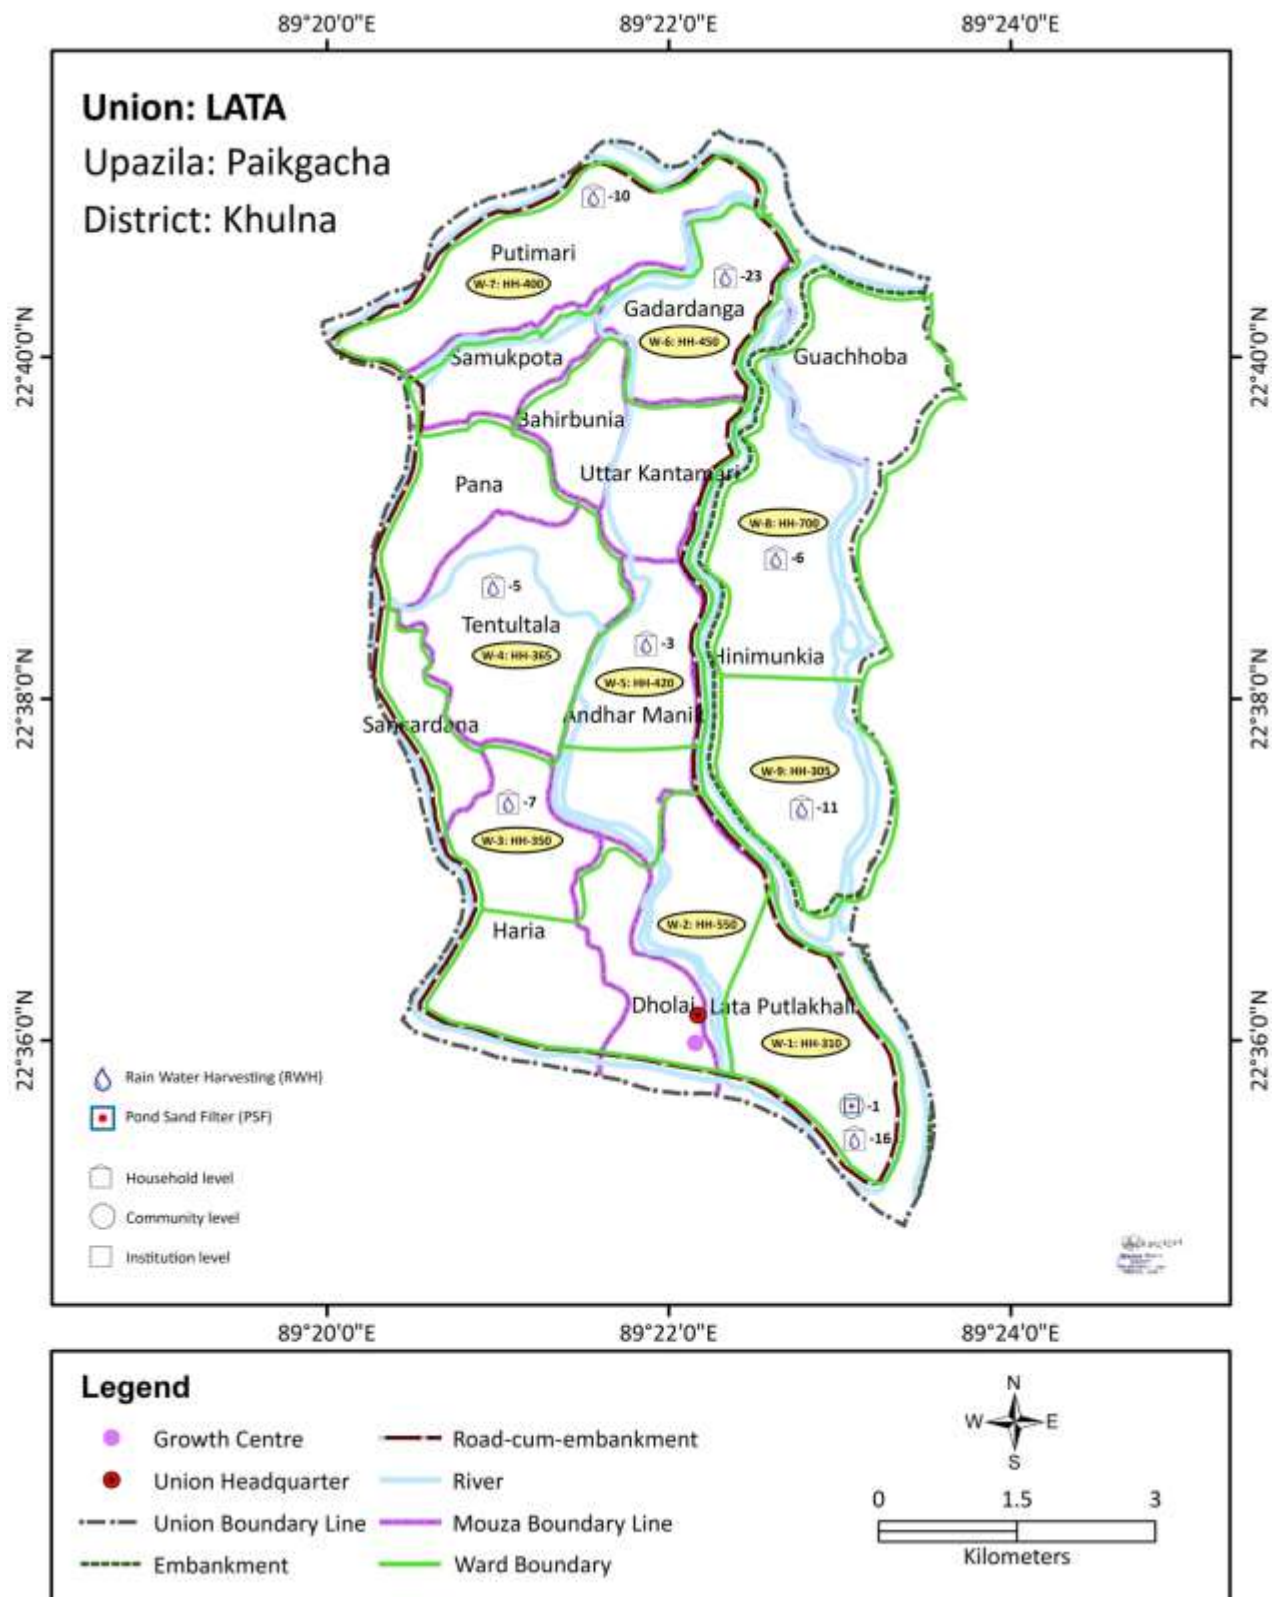 89°20'0"E 89°22'0"E 89°24'0"E
Union: LATA
Upazila: Paikgacha
District: Khulna
-10
Putimari
W-7: HH-400
-23
Gadardanga
W-6: HH-450
22°40'0"N
Samukpota
Guachhoba
22°40'0"N
Bahirbunia
Uttar Kantamari
Pana
W-8: HH-700
-6
-5
Tentultala
W-4: HH-365
-3
W-5: HH-420
Hinimunkia
22°38'0"N
Andhar Manik
22°38'0"N
W-9: HH-305
-11
-7
W-3: HH-350
W-2: HH-550
Haria
Dholai
Lata Putlakhali
22°36'0"N
W-1: HH-310
22°36'0"N
-1
-16
Rain Water Harvesting (RWH)
Pond Sand Filter (PSF)
Household level
Community level
Institution level
89°20'0"E 89°22'0"E 89°24'0"E
Legend
Growth Centre
Road-cum-embankment
Union Headquarter
River
Union Boundary Line
Mouza Boundary Line
Embankment
Ward Boundary
N
W E
S
0 1.5 3
Kilometers